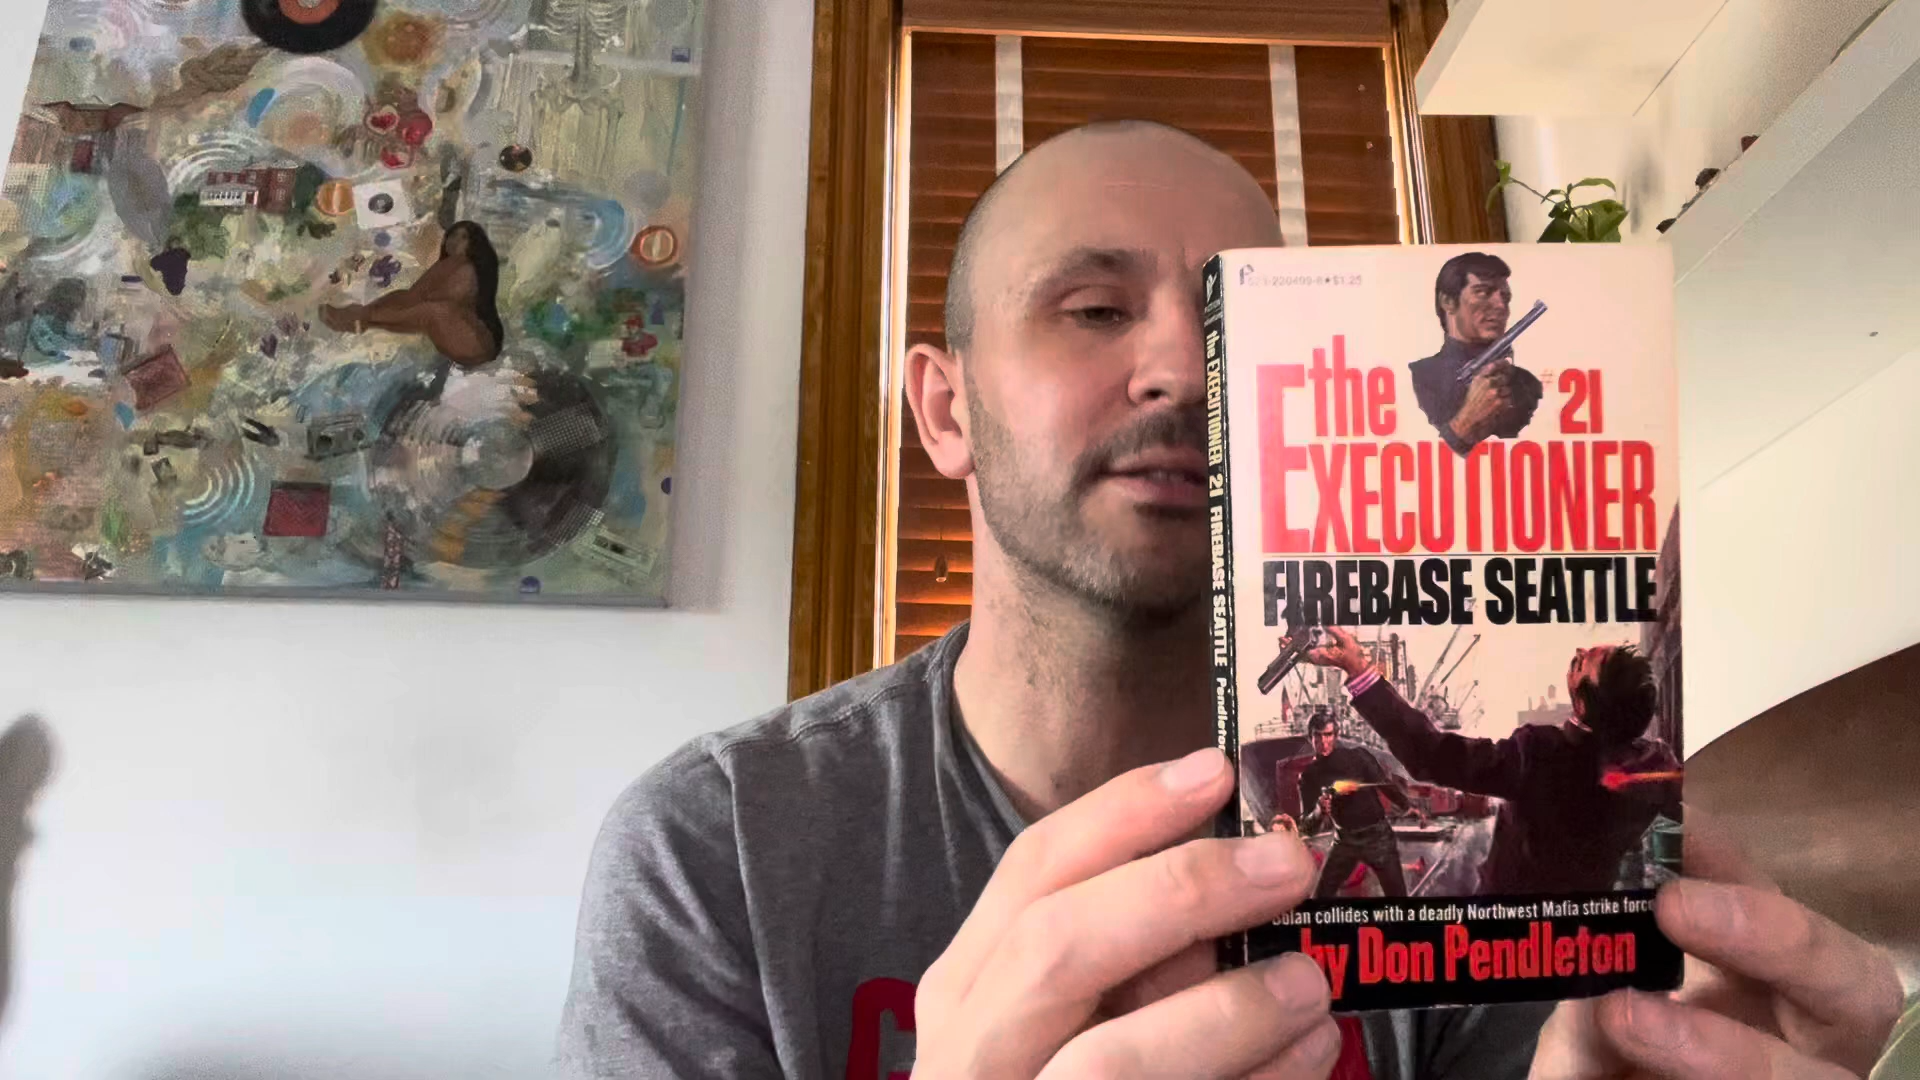 $1.25
the
#21
EXECUTIONER
FIREBASE SEATTLE
Bolan collides with a deadly Northwest Mafia strike force
by Don Pendleton
the EXECUTIONER 21 FIREBASE SEATTLE Pendleton